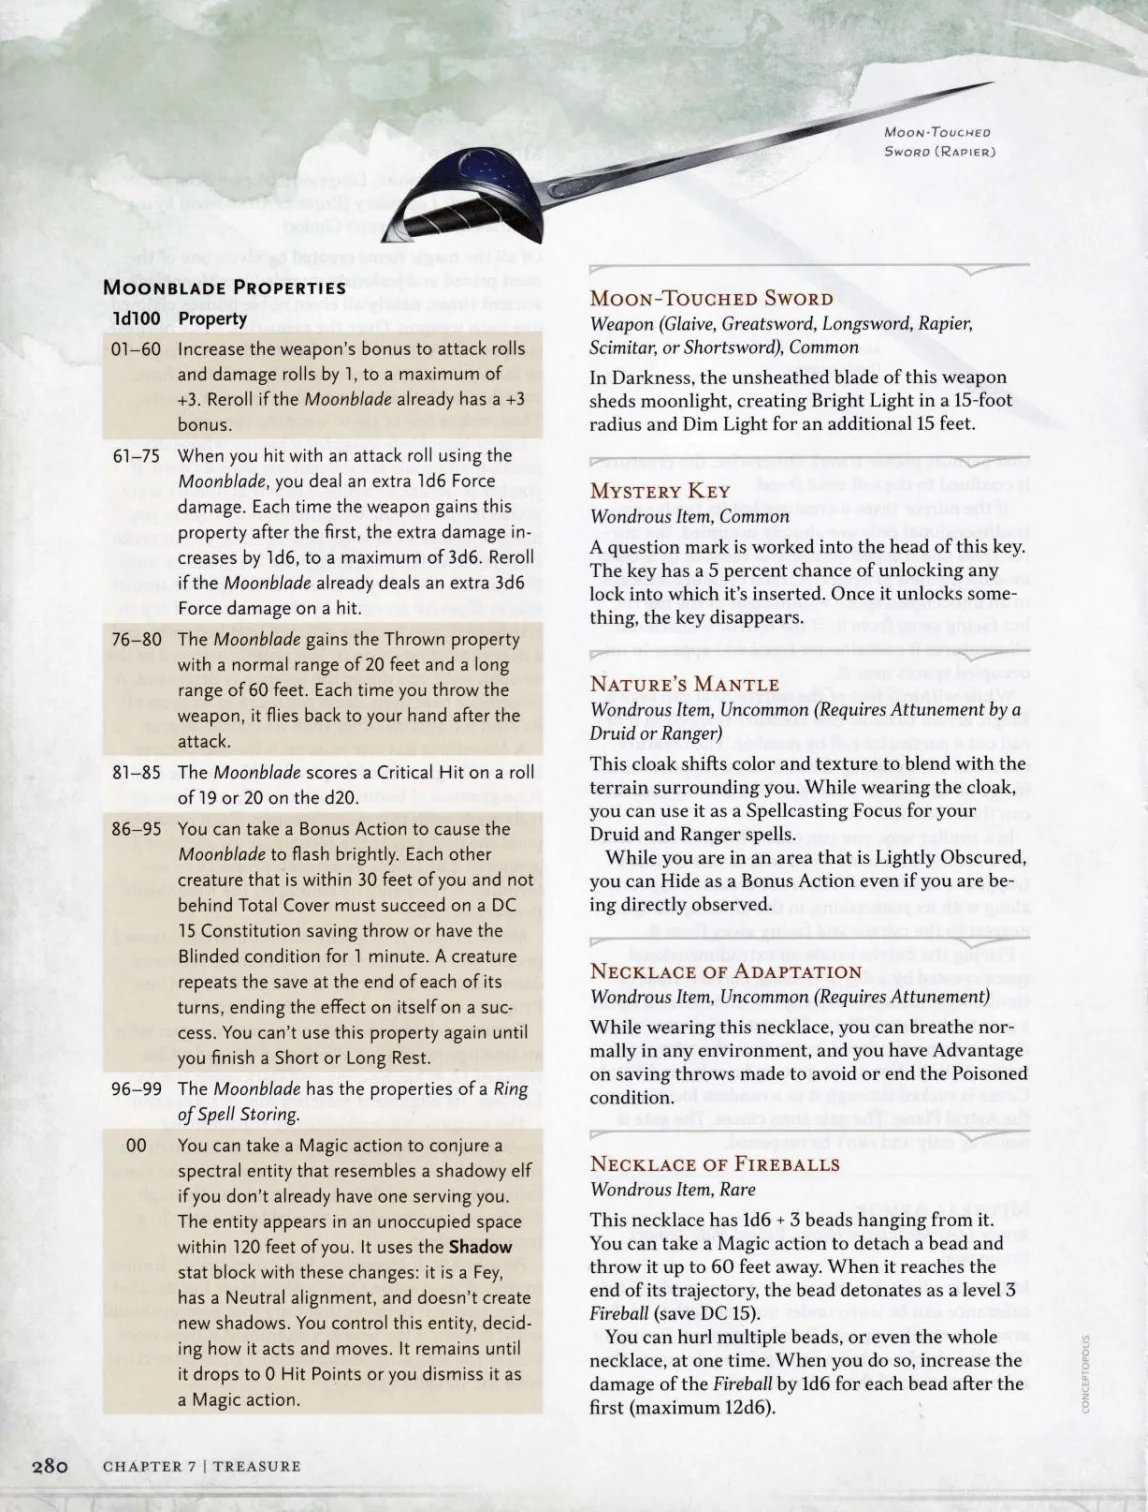 Moon-Touched
Sword (Rapier)
Moonblade Properties
1d100 Property
01–60 Increase the weapon's bonus to attack rolls
and damage rolls by 1, to a maximum of
+3. Reroll if the Moonblade already has a +3
bonus.
61–75 When you hit with an attack roll using the
Moonblade, you deal an extra 1d6 Force
damage. Each time the weapon gains this
property after the first, the extra damage in-
creases by 1d6, to a maximum of 3d6. Reroll
if the Moonblade already deals an extra 3d6
Force damage on a hit.
76–80 The Moonblade gains the Thrown property
with a normal range of 20 feet and a long
range of 60 feet. Each time you throw the
weapon, it flies back to your hand after the
attack.
81–85 The Moonblade scores a Critical Hit on a roll
of 19 or 20 on the d20.
86–95 You can take a Bonus Action to cause the
Moonblade to flash brightly. Each other
creature that is within 30 feet of you and not
behind Total Cover must succeed on a DC
15 Constitution saving throw or have the
Blinded condition for 1 minute. A creature
repeats the save at the end of each of its
turns, ending the effect on itself on a suc-
cess. You can't use this property again until
you finish a Short or Long Rest.
96–99 The Moonblade has the properties of a Ring
of Spell Storing.
00 You can take a Magic action to conjure a
spectral entity that resembles a shadowy elf
if you don't already have one serving you.
The entity appears in an unoccupied space
within 120 feet of you. It uses the Shadow
stat block with these changes: it is a Fey,
has a Neutral alignment, and doesn't create
new shadows. You control this entity, decid-
ing how it acts and moves. It remains until
it drops to 0 Hit Points or you dismiss it as
a Magic action.
Moon-Touched Sword
Weapon (Glaive, Greatsword, Longsword, Rapier,
Scimitar, or Shortsword), Common
In Darkness, the unsheathed blade of this weapon
sheds moonlight, creating Bright Light in a 15-foot
radius and Dim Light for an additional 15 feet.
Mystery Key
Wondrous Item, Common
A question mark is worked into the head of this key.
The key has a 5 percent chance of unlocking any
lock into which it's inserted. Once it unlocks some-
thing, the key disappears.
Nature's Mantle
Wondrous Item, Uncommon (Requires Attunement by a
Druid or Ranger)
This cloak shifts color and texture to blend with the
terrain surrounding you. While wearing the cloak,
you can use it as a Spellcasting Focus for your
Druid and Ranger spells.
While you are in an area that is Lightly Obscured,
you can Hide as a Bonus Action even if you are be-
ing directly observed.
Necklace of Adaptation
Wondrous Item, Uncommon (Requires Attunement)
While wearing this necklace, you can breathe nor-
mally in any environment, and you have Advantage
on saving throws made to avoid or end the Poisoned
condition.
Necklace of Fireballs
Wondrous Item, Rare
This necklace has 1d6 + 3 beads hanging from it.
You can take a Magic action to detach a bead and
throw it up to 60 feet away. When it reaches the
end of its trajectory, the bead detonates as a level 3
Fireball (save DC 15).
You can hurl multiple beads, or even the whole
necklace, at one time. When you do so, increase the
damage of the Fireball by 1d6 for each bead after the
first (maximum 12d6).
CONCEPTOPOLIS
280 CHAPTER 7 | TREASURE